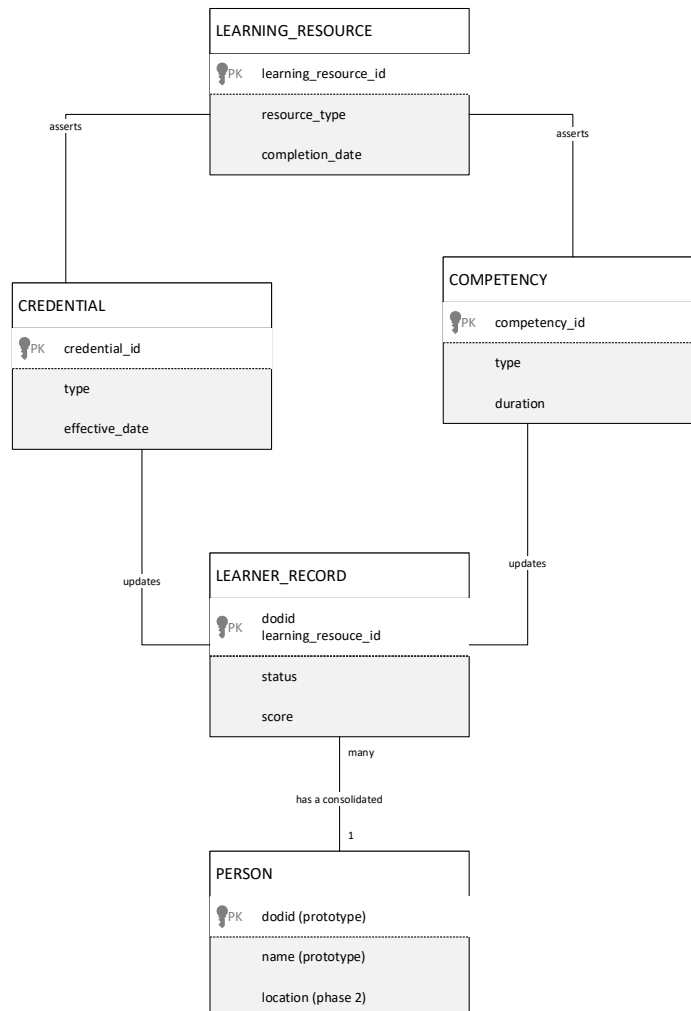 LEARNING_RESOURCE
PK learning_resource_id
resource_type
completion_date
asserts
asserts
CREDENTIAL
PK credential_id
type
effective_date
COMPETENCY
PK competency_id
type
duration
updates
updates
LEARNER_RECORD
PK dodid
learning_resouce_id
status
score
many
has a consolidated
1
PERSON
PK dodid (prototype)
name (prototype)
location (phase 2)